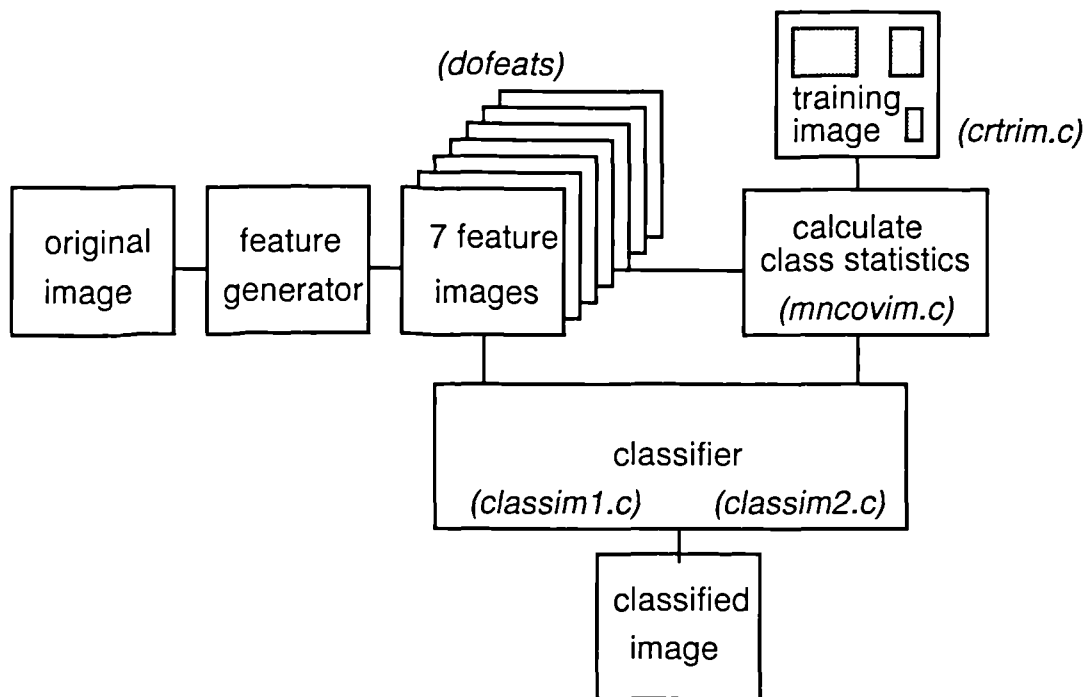 (dofeats)
training
image
(crtrim.c)
original
image
feature
generator
7 feature
images
calculate
class statistics
(mncovim.c)
classifier
(classim1.c) (classim2.c)
classified
image